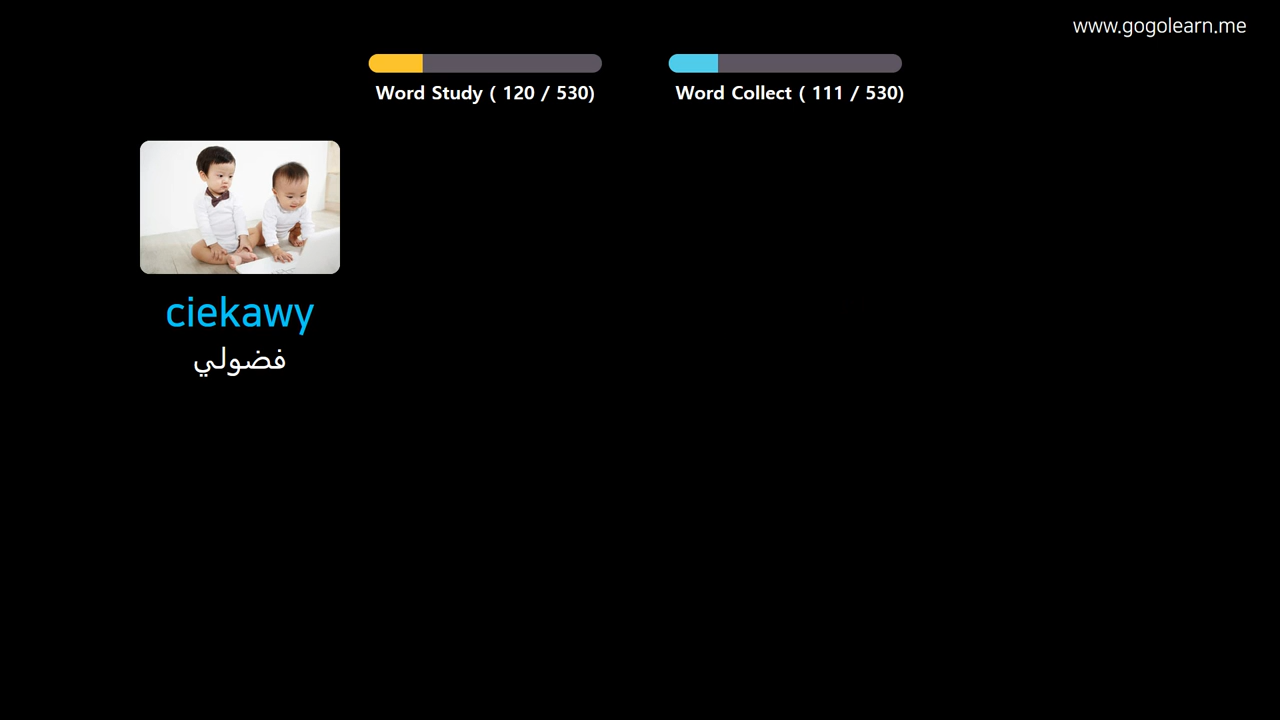 www.gogolearn.me
Word Study ( 120 / 530)
Word Collect ( 111 / 530)
ciekawy
فضولي